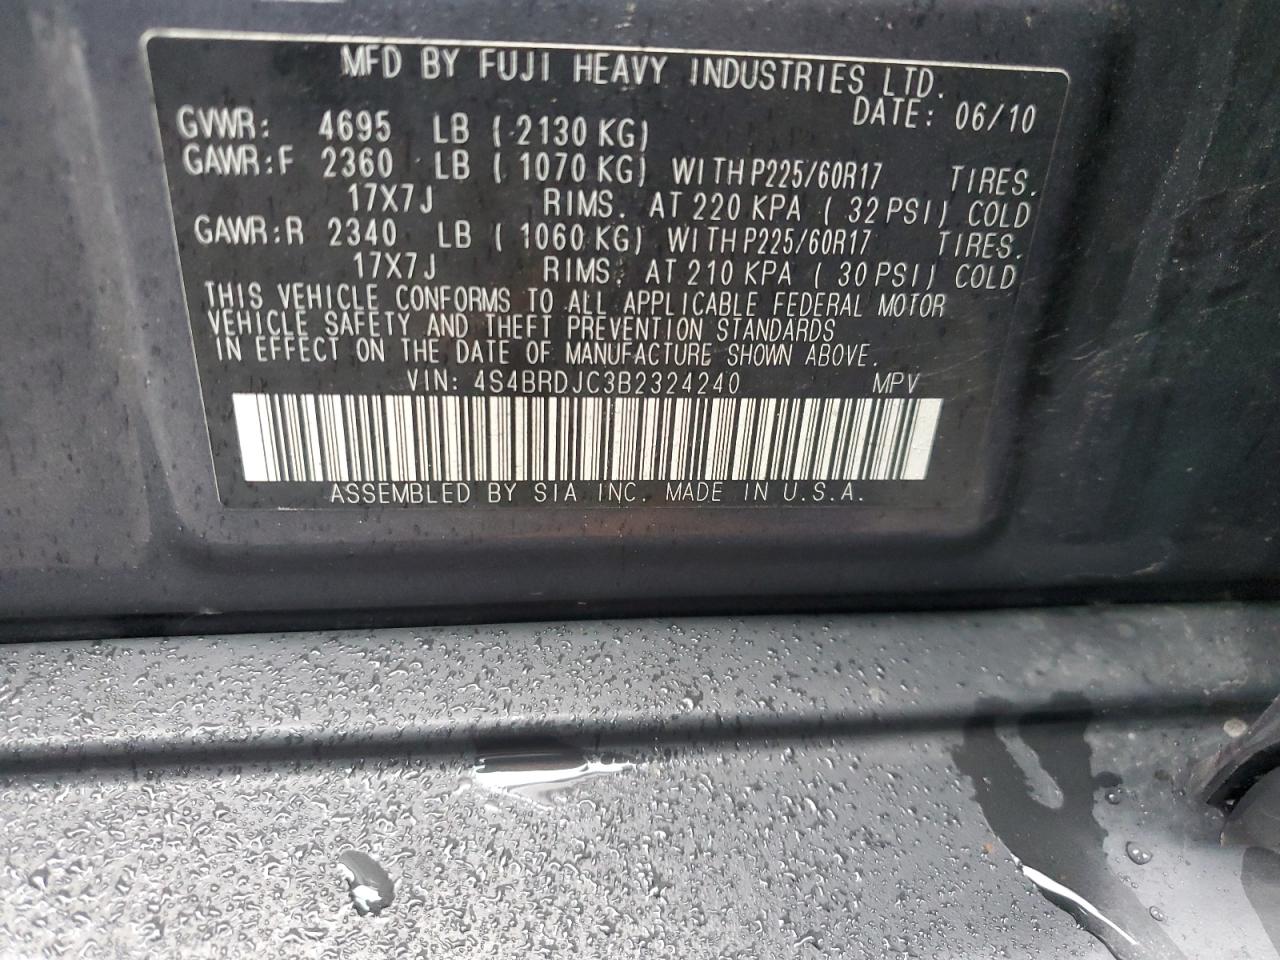 MFD BY FUJI HEAVY INDUSTRIES LTD.
DATE: 06/10
GVWR: 4695 LB ( 2130 KG)
GAWR:F 2360 LB ( 1070 KG) WITH P225/60R17 TIRES.
17X7J RIMS. AT 220 KPA ( 32 PSI) COLD
GAWR:R 2340 LB ( 1060 KG) WITH P225/60R17 TIRES.
17X7J RIMS. AT 210 KPA ( 30 PSI) COLD
THIS VEHICLE CONFORMS TO ALL APPLICABLE FEDERAL MOTOR
VEHICLE SAFETY AND THEFT PREVENTION STANDARDS
IN EFFECT ON THE DATE OF MANUFACTURE SHOWN ABOVE.
VIN: 4S4BRDJC3B2324240 MPV
ASSEMBLED BY SIA INC. MADE IN U.S.A.